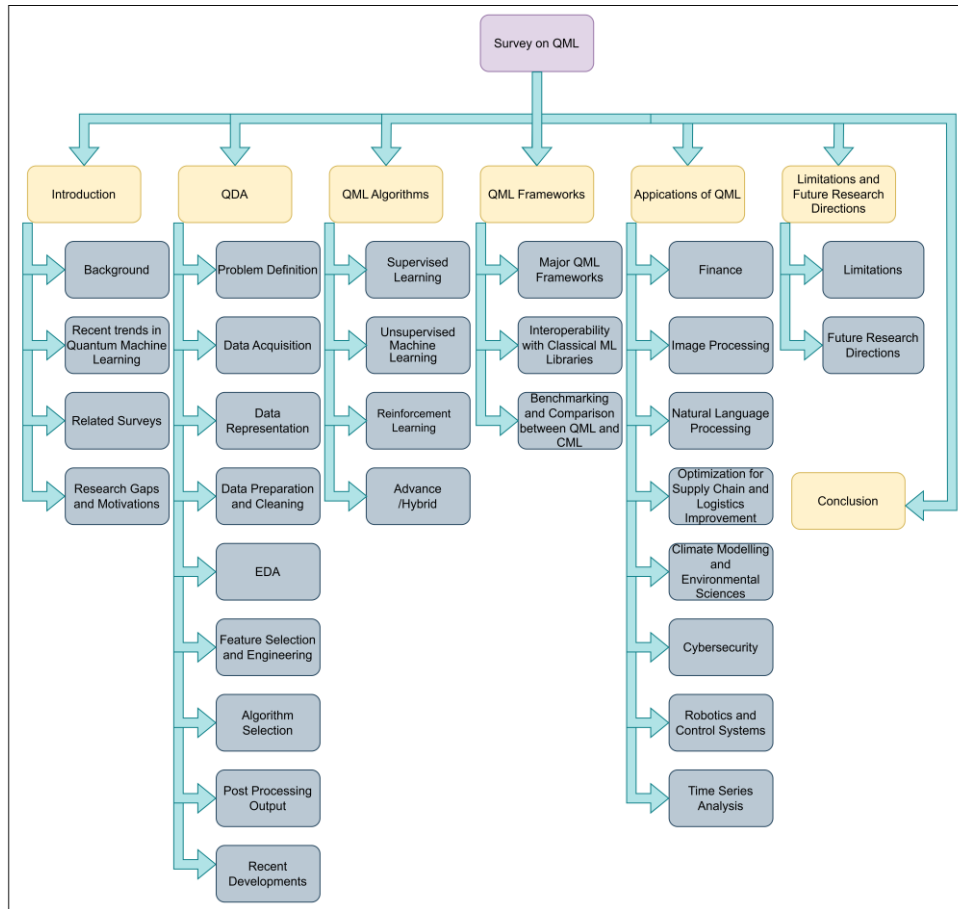 Survey on QML
Introduction
Background
Recent trends in
Quantum Machine
Learning
Related Surveys
Research Gaps
and Motivations
QDA
Problem Definition
Data Acquisition
Data
Representation
Data Preparation
and Cleaning
EDA
Feature Selection
and Engineering
Algorithm
Selection
Post Processing
Output
Recent
Developments
QML Algorithms
Supervised
Learning
Unsupervised
Machine
Learning
Reinforcement
Learning
Advance
/Hybrid
QML Frameworks
Major QML
Frameworks
Interoperability
with Classical ML
Libraries
Benchmarking
and Comparison
between QML and
CML
Appications of QML
Finance
Image Processing
Natural Language
Processing
Optimization for
Supply Chain and
Logistics
Improvement
Climate Modelling
and
Environmental
Sciences
Cybersecurity
Robotics and
Control Systems
Time Series
Analysis
Limitations and
Future Research
Directions
Limitations
Future Research
Directions
Conclusion